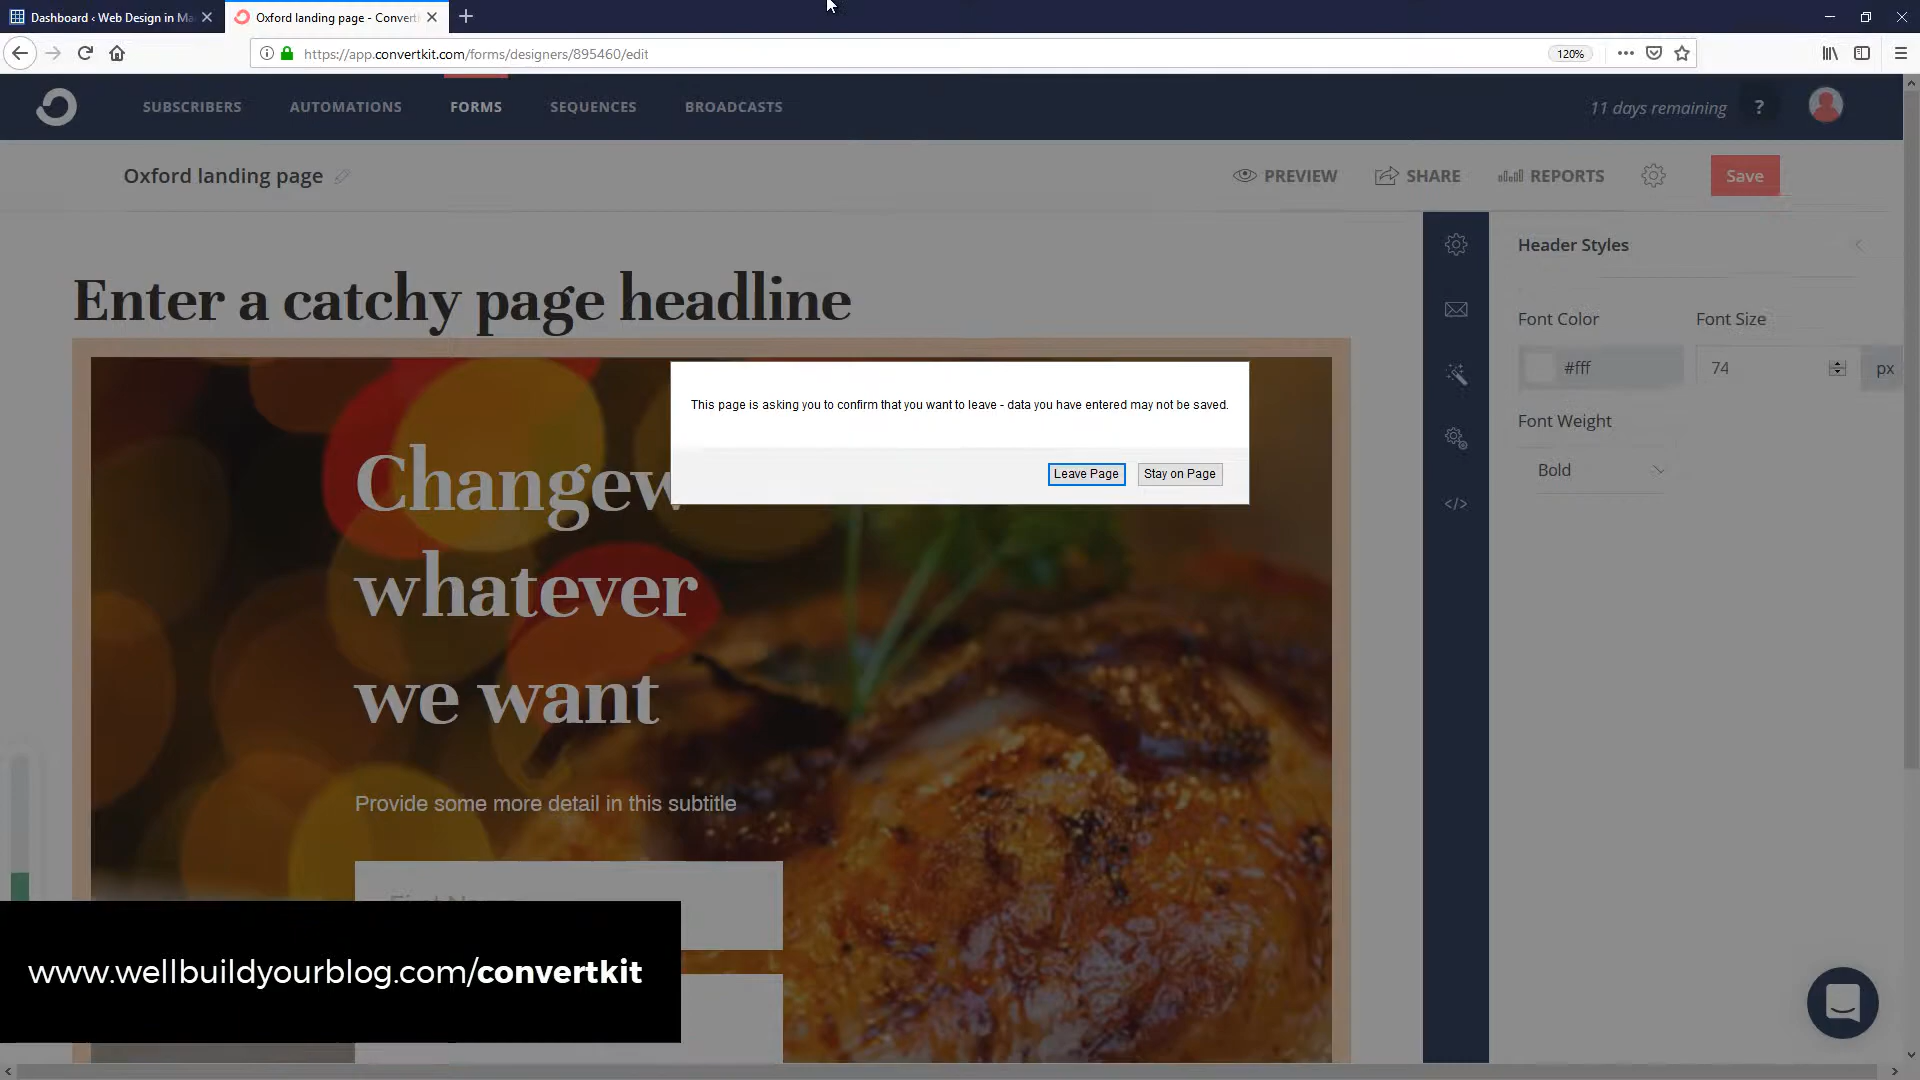 Dashboard ‹ Web Design in Ma
Oxford landing page - Convertk
https://app.convertkit.com/forms/designers/895460/edit
120%
SUBSCRIBERS
AUTOMATIONS
FORMS
SEQUENCES
BROADCASTS
11 days remaining
?
Oxford landing page
PREVIEW
SHARE
REPORTS
Save
Enter a catchy page headline
Header Styles
Font Color
Font Size
#fff
74
px
Font Weight
Bold
This page is asking you to confirm that you want to leave - data you have entered may not be saved.
Leave Page
Stay on Page
Changew
whatever
we want
</>
Provide some more detail in this subtitle
www.wellbuildyourblog.com/convertkit